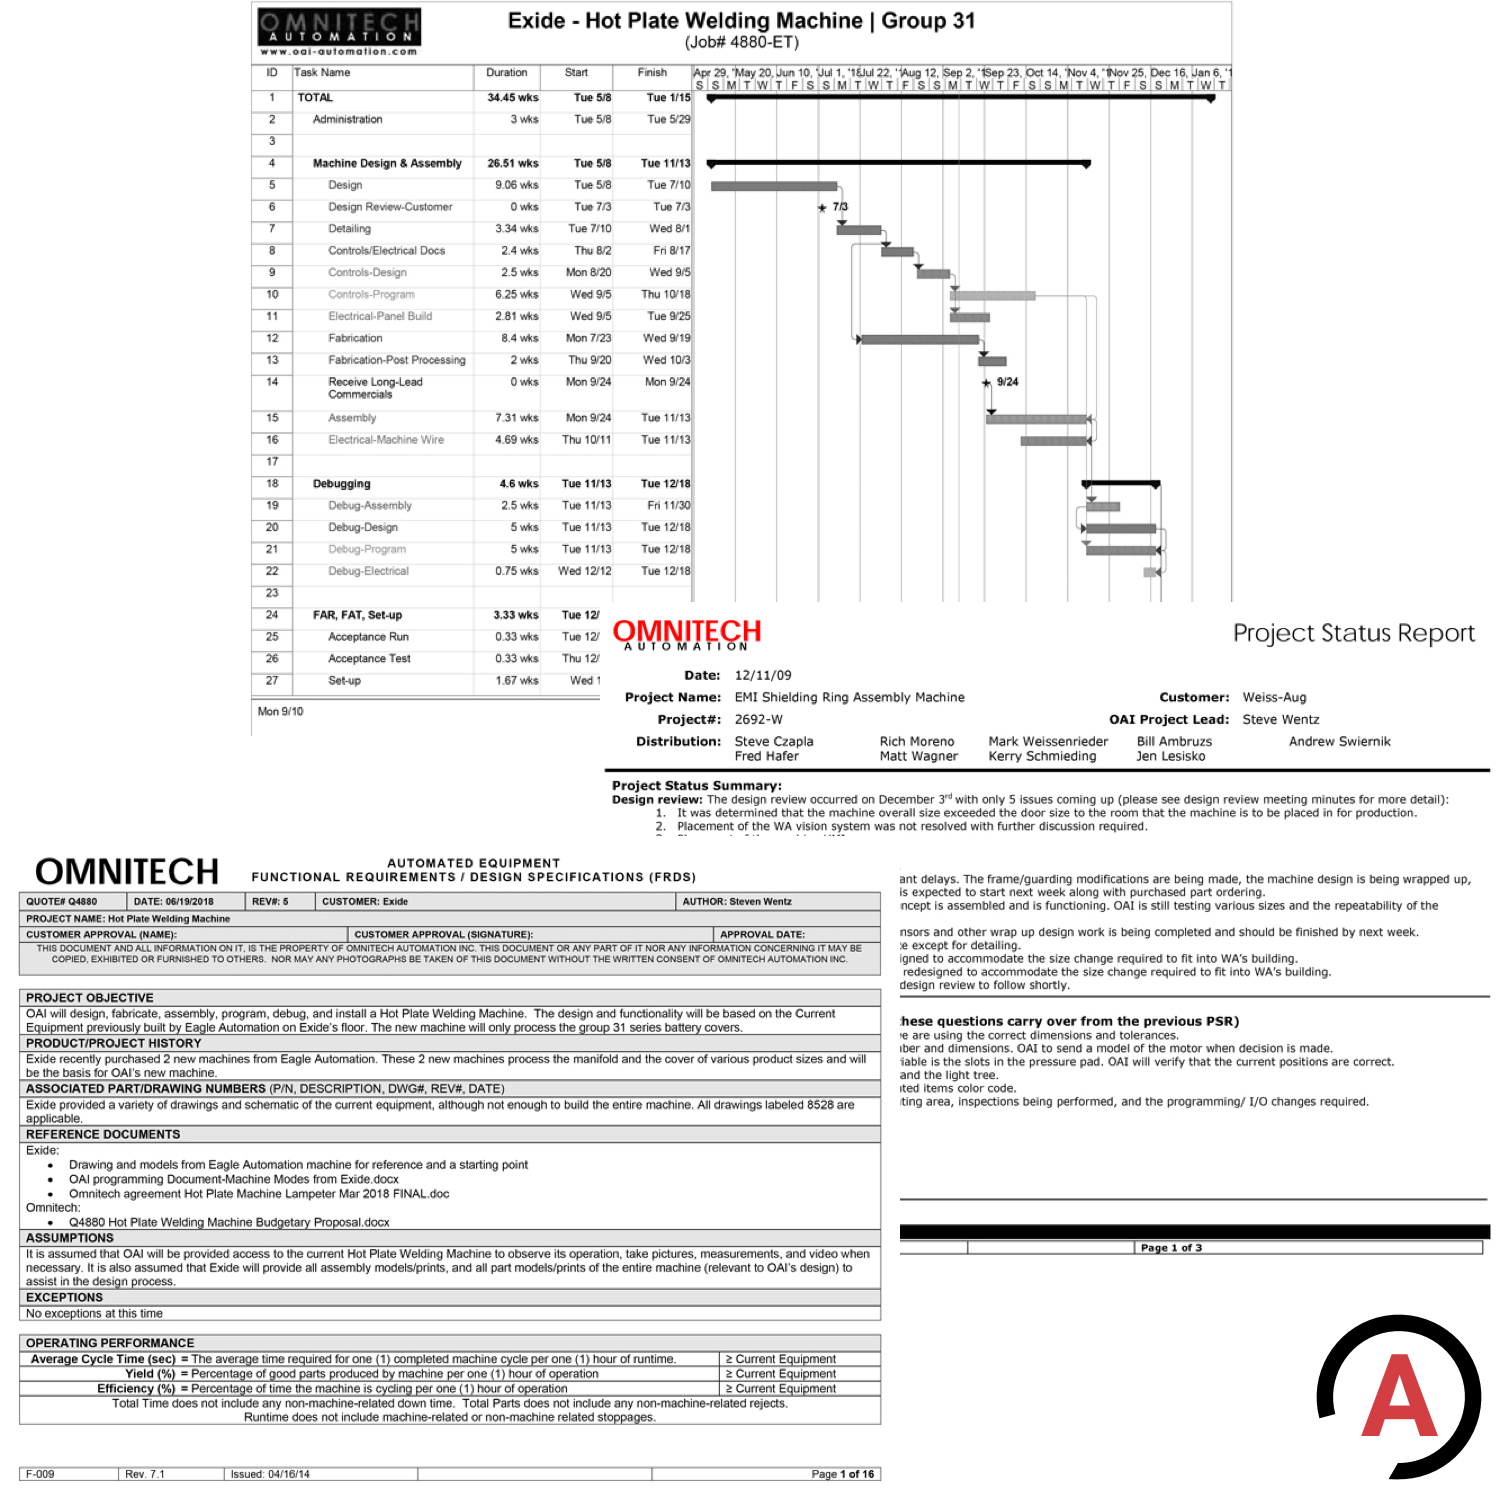 OMNITECH
AUTOMATION
www.oai-automation.com
Exide - Hot Plate Welding Machine | Group 31
(Job# 4880-ET)
ID Task Name Duration Start Finish Apr 29, ' May 20, Jun 10, ' Jul 1, '18 Jul 22, '1 Aug 12, Sep 2, '1 Sep 23, Oct 14, ' Nov 4, '1 Nov 25, Dec 16, Jan 6, '1
S S M T W T F S S M T W T F S S M T W T F S S M T W T F S S M T W T
1 TOTAL 34.45 wks Tue 5/8 Tue 1/15
2 Administration 3 wks Tue 5/8 Tue 5/29
3
4 Machine Design & Assembly 26.51 wks Tue 5/8 Tue 11/13
5 Design 9.06 wks Tue 5/8 Tue 7/10
6 Design Review-Customer 0 wks Tue 7/3 Tue 7/3 7/3
7 Detailing 3.34 wks Tue 7/10 Wed 8/1
8 Controls/Electrical Docs 2.4 wks Thu 8/2 Fri 8/17
9 Controls-Design 2.5 wks Mon 8/20 Wed 9/5
10 Controls-Program 6.25 wks Wed 9/5 Thu 10/18
11 Electrical-Panel Build 2.81 wks Wed 9/5 Tue 9/25
12 Fabrication 8.4 wks Mon 7/23 Wed 9/19
13 Fabrication-Post Processing 2 wks Thu 9/20 Wed 10/3
14 Receive Long-Lead 0 wks Mon 9/24 Mon 9/24 9/24
Commercials
15 Assembly 7.31 wks Mon 9/24 Tue 11/13
16 Electrical-Machine Wire 4.69 wks Thu 10/11 Tue 11/13
17
18 Debugging 4.6 wks Tue 11/13 Tue 12/18
19 Debug-Assembly 2.5 wks Tue 11/13 Fri 11/30
20 Debug-Design 5 wks Tue 11/13 Tue 12/18
21 Debug-Program 5 wks Tue 11/13 Tue 12/18
22 Debug-Electrical 0.75 wks Wed 12/12 Tue 12/18
23
24 FAR, FAT, Set-up 3.33 wks Tue 12/
25 Acceptance Run 0.33 wks Tue 12/
26 Acceptance Test 0.33 wks Thu 12/
27 Set-up 1.67 wks Wed 1
Mon 9/10
OMNITECH
AUTOMATION
Project Status Report
Date: 12/11/09
Project Name: EMI Shielding Ring Assembly Machine Customer: Weiss-Aug
Project#: 2692-W OAI Project Lead: Steve Wentz
Distribution: Steve Czapla Rich Moreno Mark Weissenrieder Bill Ambruzs Andrew Swiernik
Fred Hafer Matt Wagner Kerry Schmieding Jen Lesisko
Project Status Summary:
Design review: The design review occurred on December 3rd with only 5 issues coming up (please see design review meeting minutes for more detail):
1. It was determined that the machine overall size exceeded the door size to the room that the machine is to be placed in for production.
2. Placement of the WA vision system was not resolved with further discussion required.
ant delays. The frame/guarding modifications are being made, the machine design is being wrapped up,
is expected to start next week along with purchased part ordering.
ncept is assembled and is functioning. OAI is still testing various sizes and the repeatability of the
nsors and other wrap up design work is being completed and should be finished by next week.
e except for detailing.
igned to accommodate the size change required to fit into WA's building.
redesigned to accommodate the size change required to fit into WA's building.
design review to follow shortly.
these questions carry over from the previous PSR)
e are using the correct dimensions and tolerances.
ber and dimensions. OAI to send a model of the motor when decision is made.
iable is the slots in the pressure pad. OAI will verify that the current positions are correct.
and the light tree.
ted items color code.
ting area, inspections being performed, and the programming/ I/O changes required.
Page 1 of 3
OMNITECH
AUTOMATED EQUIPMENT
FUNCTIONAL REQUIREMENTS / DESIGN SPECIFICATIONS (FRDS)
QUOTE# Q4880 DATE: 06/19/2018 REV#: 5 CUSTOMER: Exide AUTHOR: Steven Wentz
PROJECT NAME: Hot Plate Welding Machine
CUSTOMER APPROVAL (NAME): CUSTOMER APPROVAL (SIGNATURE): APPROVAL DATE:
THIS DOCUMENT AND ALL INFORMATION ON IT, IS THE PROPERTY OF OMNITECH AUTOMATION INC. THIS DOCUMENT OR ANY PART OF IT NOR ANY INFORMATION CONCERNING IT MAY BE
COPIED, EXHIBITED OR FURNISHED TO OTHERS. NOR MAY ANY PHOTOGRAPHS BE TAKEN OF THIS DOCUMENT WITHOUT THE WRITTEN CONSENT OF OMNITECH AUTOMATION INC.
PROJECT OBJECTIVE
OAI will design, fabricate, assembly, program, debug, and install a Hot Plate Welding Machine. The design and functionality will be based on the Current
Equipment previously built by Eagle Automation on Exide's floor. The new machine will only process the group 31 series battery covers.
PRODUCT/PROJECT HISTORY
Exide recently purchased 2 new machines from Eagle Automation. These 2 new machines process the manifold and the cover of various product sizes and will
be the basis for OAI's new machine.
ASSOCIATED PART/DRAWING NUMBERS (P/N, DESCRIPTION, DWG#, REV#, DATE)
Exide provided a variety of drawings and schematic of the current equipment, although not enough to build the entire machine. All drawings labeled 8528 are
applicable.
REFERENCE DOCUMENTS
Exide:
• Drawing and models from Eagle Automation machine for reference and a starting point
• OAI programming Document-Machine Modes from Exide.docx
• Omnitech agreement Hot Plate Machine Lampeter Mar 2018 FINAL.doc
Omnitech:
• Q4880 Hot Plate Welding Machine Budgetary Proposal.docx
ASSUMPTIONS
It is assumed that OAI will be provided access to the current Hot Plate Welding Machine to observe its operation, take pictures, measurements, and video when
necessary. It is also assumed that Exide will provide all assembly models/prints, and all part models/prints of the entire machine (relevant to OAI's design) to
assist in the design process.
EXCEPTIONS
No exceptions at this time
OPERATING PERFORMANCE
Average Cycle Time (sec) = The average time required for one (1) completed machine cycle per one (1) hour of runtime. ≥ Current Equipment
Yield (%) = Percentage of good parts produced by machine per one (1) hour of operation ≥ Current Equipment
Efficiency (%) = Percentage of time the machine is cycling per one (1) hour of operation ≥ Current Equipment
Total Time does not include any non-machine-related down time. Total Parts does not include any non-machine-related rejects.
Runtime does not include machine-related or non-machine related stoppages.
F-009 Rev. 7.1 Issued: 04/16/14 Page 1 of 16
A